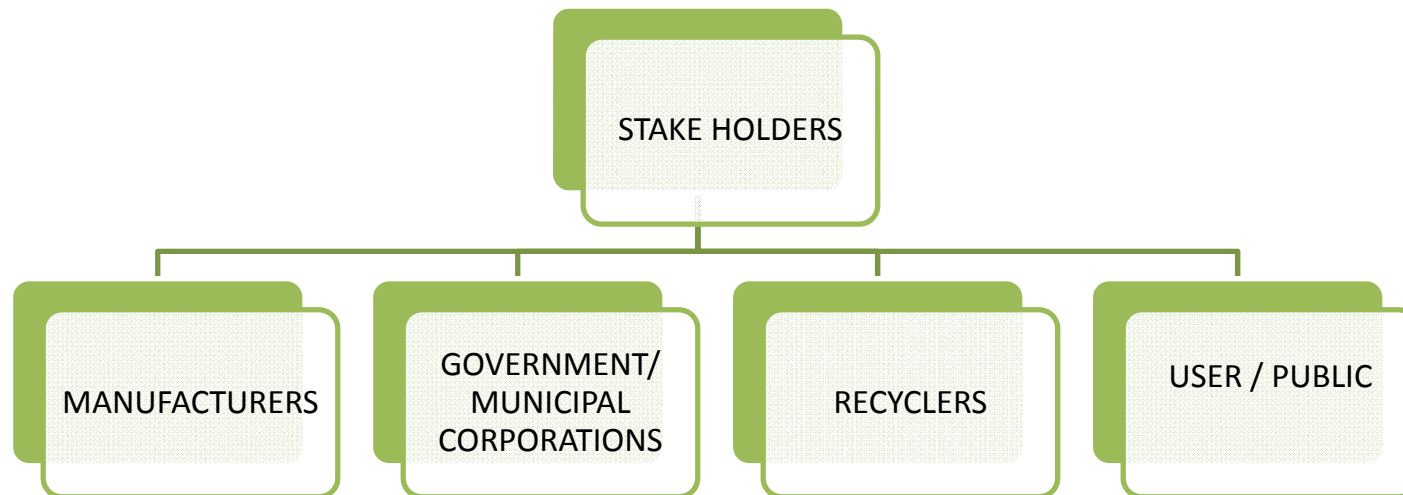 STAKE HOLDERS
MANUFACTURERS
GOVERNMENT/
MUNICIPAL
CORPORATIONS
RECYCLERS
USER / PUBLIC